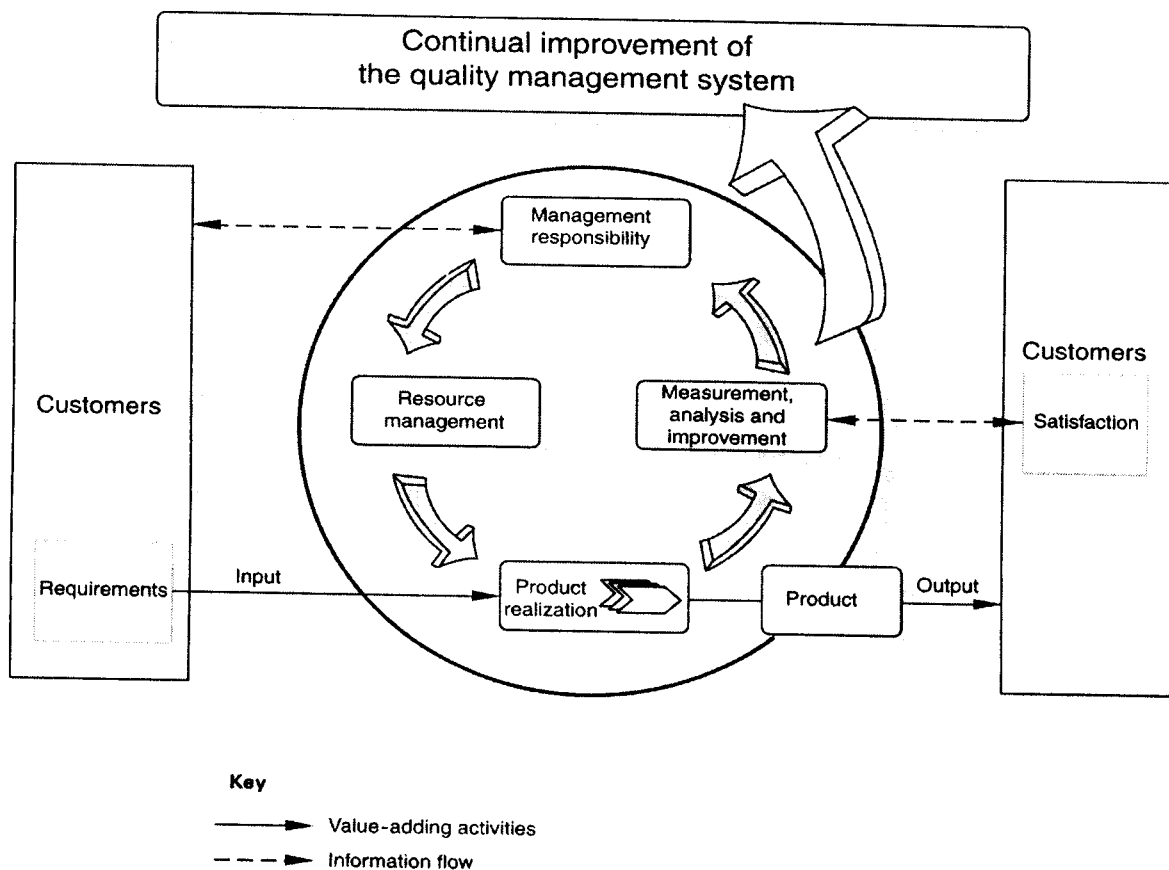 Continual improvement of
the quality management system
Management
responsibility
Customers
Resource
management
Measurement,
analysis and
improvement
Customers
Satisfaction
Requirements
Input
Product
realization
Product
Output
Key
Value-adding activities
Information flow